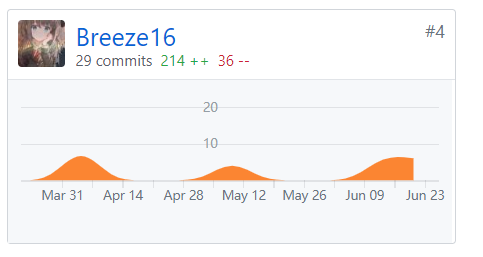 Breeze16
#4
29 commits 214 ++ 36 --
20
10
Mar 31 Apr 14 Apr 28 May 12 May 26 Jun 09 Jun 23